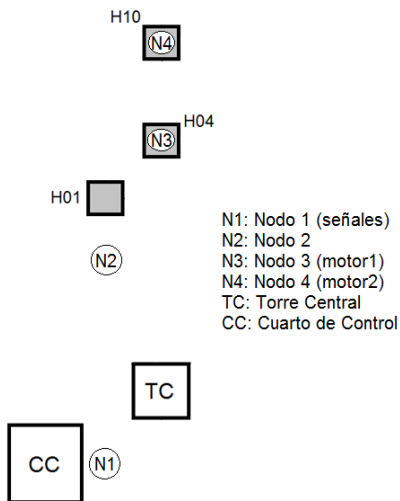 H10
N4
H04
N3
H01
N2
N1: Nodo 1 (señales)
N2: Nodo 2
N3: Nodo 3 (motor1)
N4: Nodo 4 (motor2)
TC: Torre Central
CC: Cuarto de Control
TC
CC
N1